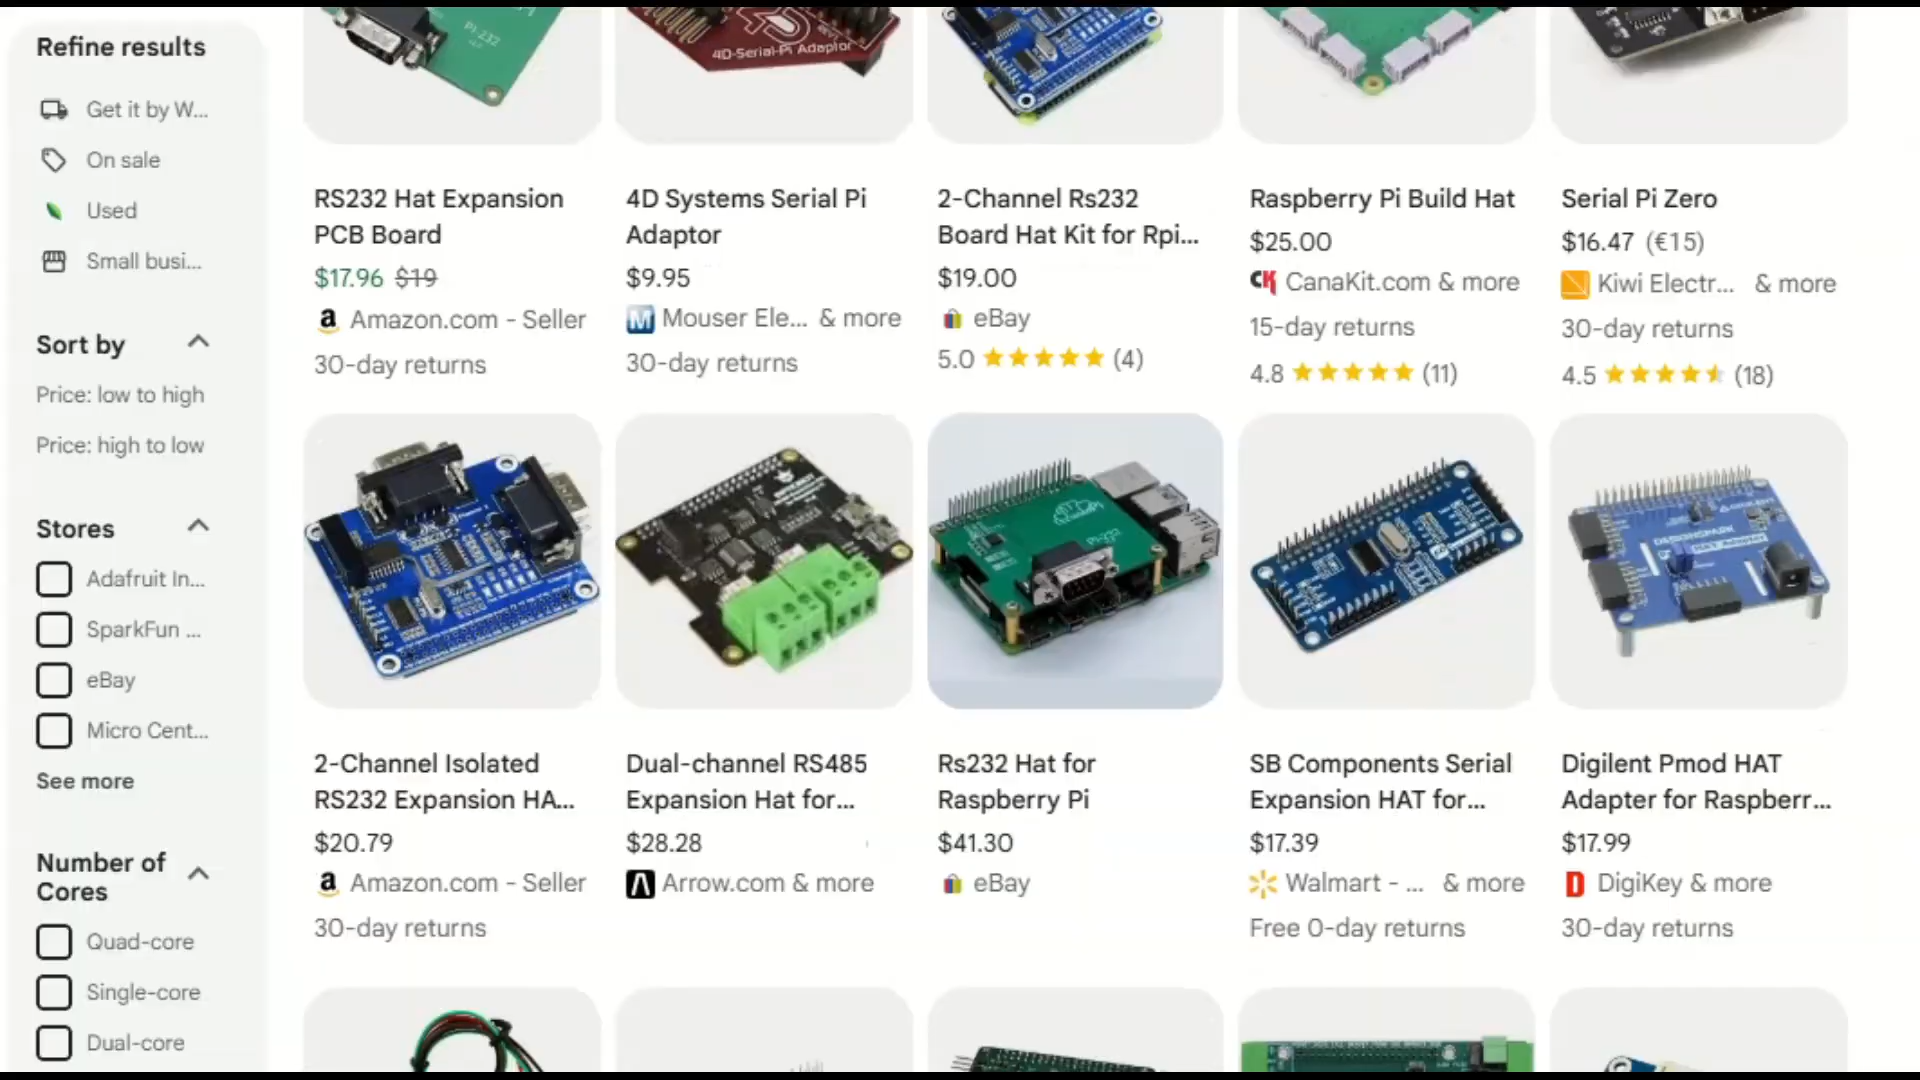 Refine results
Get it by W...
On sale
Used
Small busi...
Sort by
Price: low to high
Price: high to low
Stores
Adafruit In...
SparkFun ...
eBay
Micro Cent...
See more
Number of
Cores
Quad-core
Single-core
Dual-core
Pi-232
4D-Serial-Pi Adaptor
RS232 Hat Expansion
PCB Board
$17.96 $19
Amazon.com - Seller
30-day returns
4D Systems Serial Pi
Adaptor
$9.95
Mouser Ele... & more
30-day returns
2-Channel Rs232
Board Hat Kit for Rpi...
$19.00
eBay
5.0 (4)
Raspberry Pi Build Hat
$25.00
CanaKit.com & more
15-day returns
4.8 (11)
Serial Pi Zero
$16.47 (€15)
Kiwi Electr... & more
30-day returns
4.5 (18)
2-Channel Isolated
RS232 Expansion HA...
$20.79
Amazon.com - Seller
30-day returns
Dual-channel RS485
Expansion Hat for...
$28.28
Arrow.com & more
Pi-232
Rs232 Hat for
Raspberry Pi
$41.30
eBay
SB Components Serial
Expansion HAT for...
$17.39
Walmart - ... & more
Free 0-day returns
DESIGNSPARK
Digilent Pmod HAT
Adapter for Raspberr...
$17.99
DigiKey & more
30-day returns